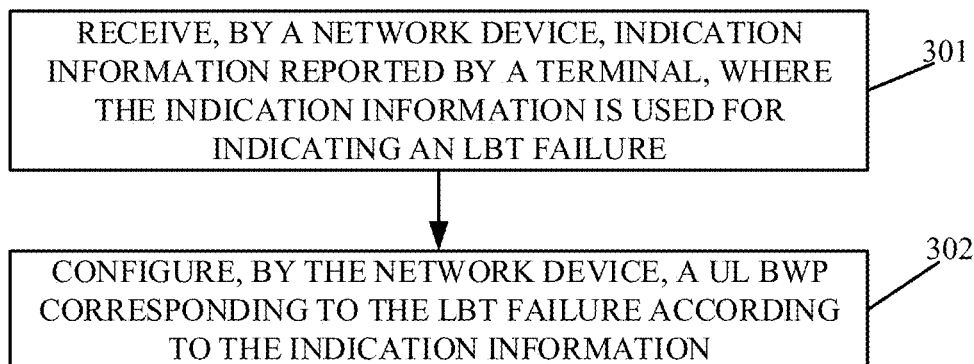 RECEIVE, BY A NETWORK DEVICE, INDICATION
INFORMATION REPORTED BY A TERMINAL, WHERE
THE INDICATION INFORMATION IS USED FOR
INDICATING AN LBT FAILURE
301
CONFIGURE, BY THE NETWORK DEVICE, A UL BWP
CORRESPONDING TO THE LBT FAILURE ACCORDING
TO THE INDICATION INFORMATION
302